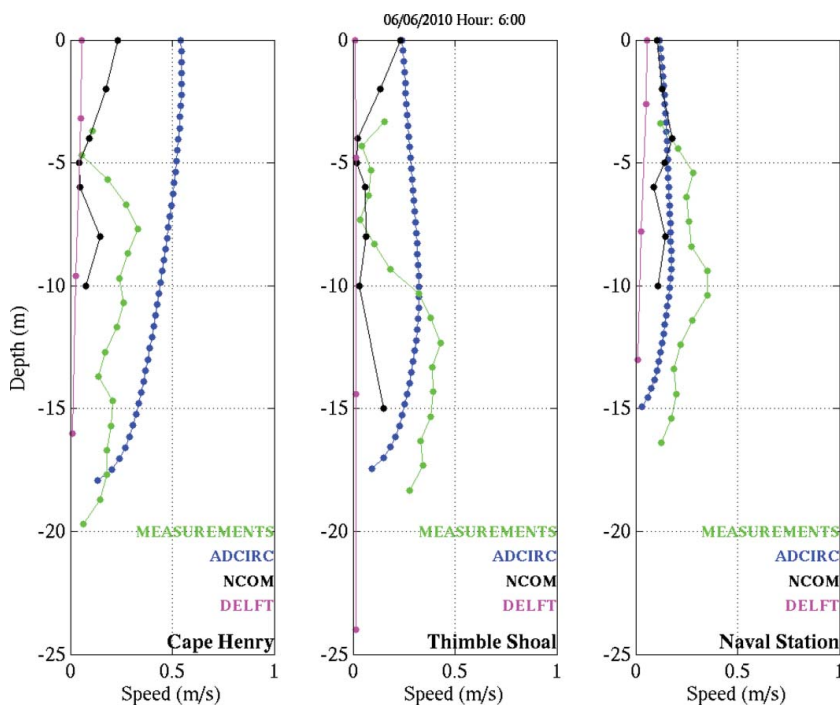 06/06/2010 Hour: 6:00
Depth (m)
0
-5
-10
-15
-20
-25
MEASUREMENTS
ADCIRC
NCOM
DELFT
Cape Henry
0 0.5 1
Speed (m/s)
0
-5
-10
-15
-20
-25
MEASUREMENTS
ADCIRC
NCOM
DELFT
Thimble Shoal
0 0.5 1
Speed (m/s)
0
-5
-10
-15
-20
-25
MEASUREMENTS
ADCIRC
NCOM
DELFT
Naval Station
0 0.5 1
Speed (m/s)